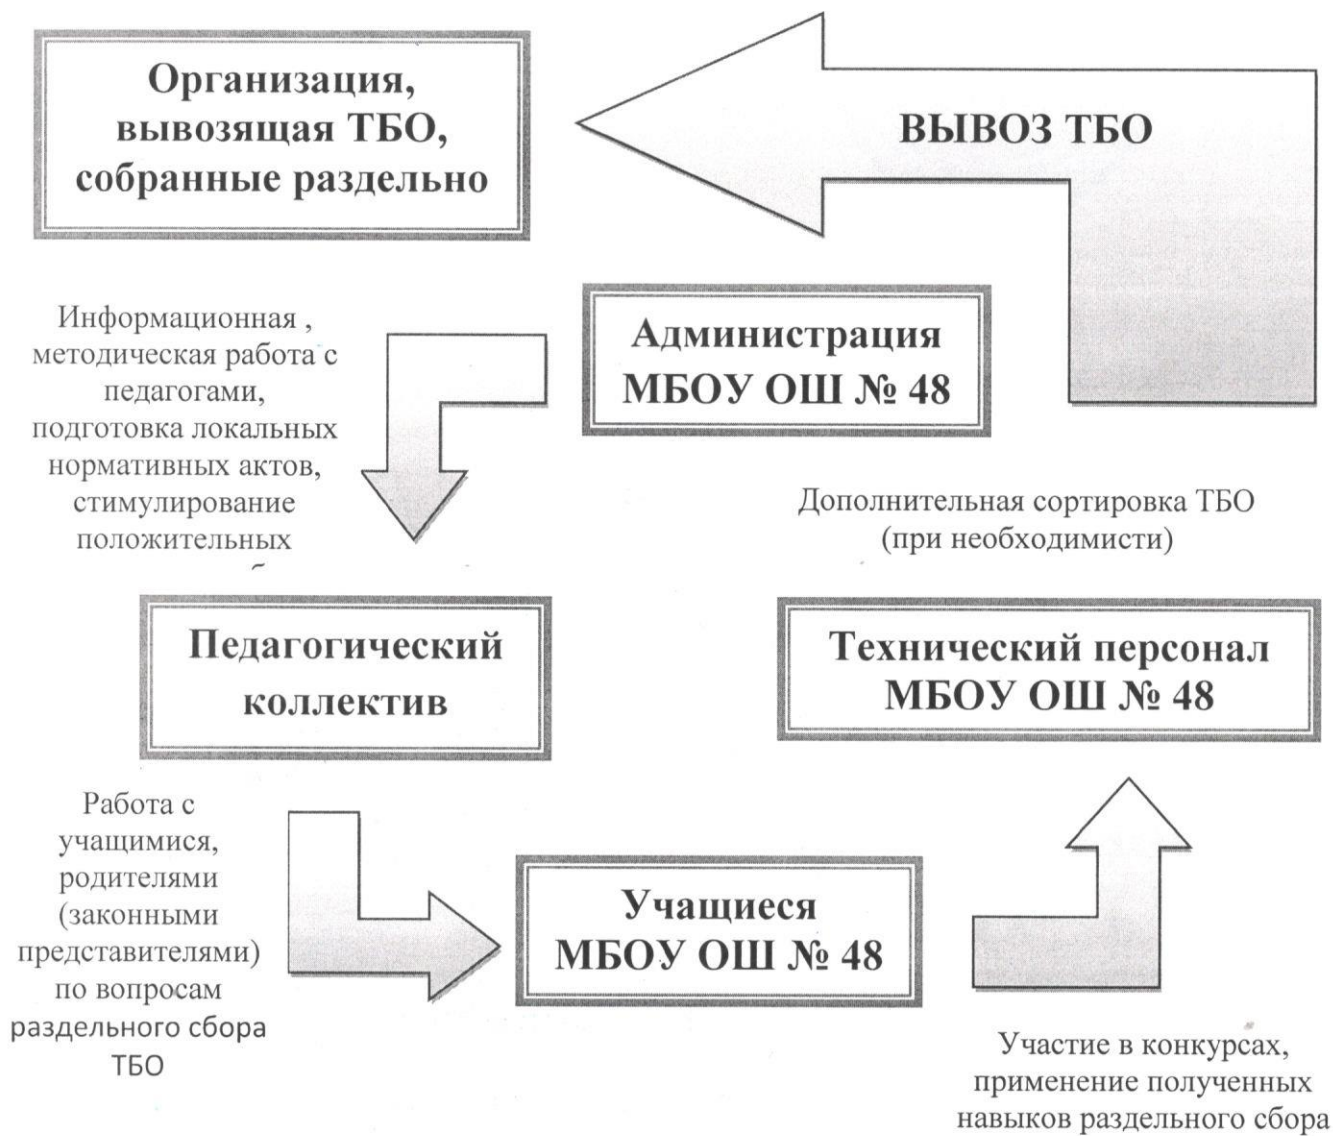 Организация,
вывозящая ТБО,
собранные раздельно
ВЫВОЗ ТБО
Администрация
МБОУ ОШ № 48
Информационная ,
методическая работа с
педагогами,
подготовка локальных
нормативных актов,
стимулирование
положительных
Дополнительная сортировка ТБО
(при необходимисти)
Педагогический
коллектив
Технический персонал
МБОУ ОШ № 48
Работа с
учащимися,
родителями
(законными
представителями)
по вопросам
раздельного сбора
ТБО
Учащиеся
МБОУ ОШ № 48
Участие в конкурсах,
применение полученных
навыков раздельного сбора